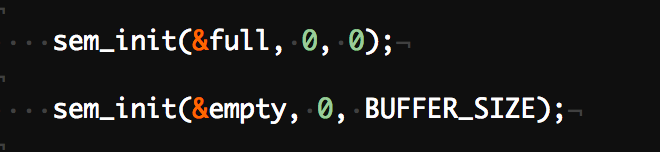 sem_init(&full, 0, 0);
sem_init(&empty, 0, BUFFER_SIZE);